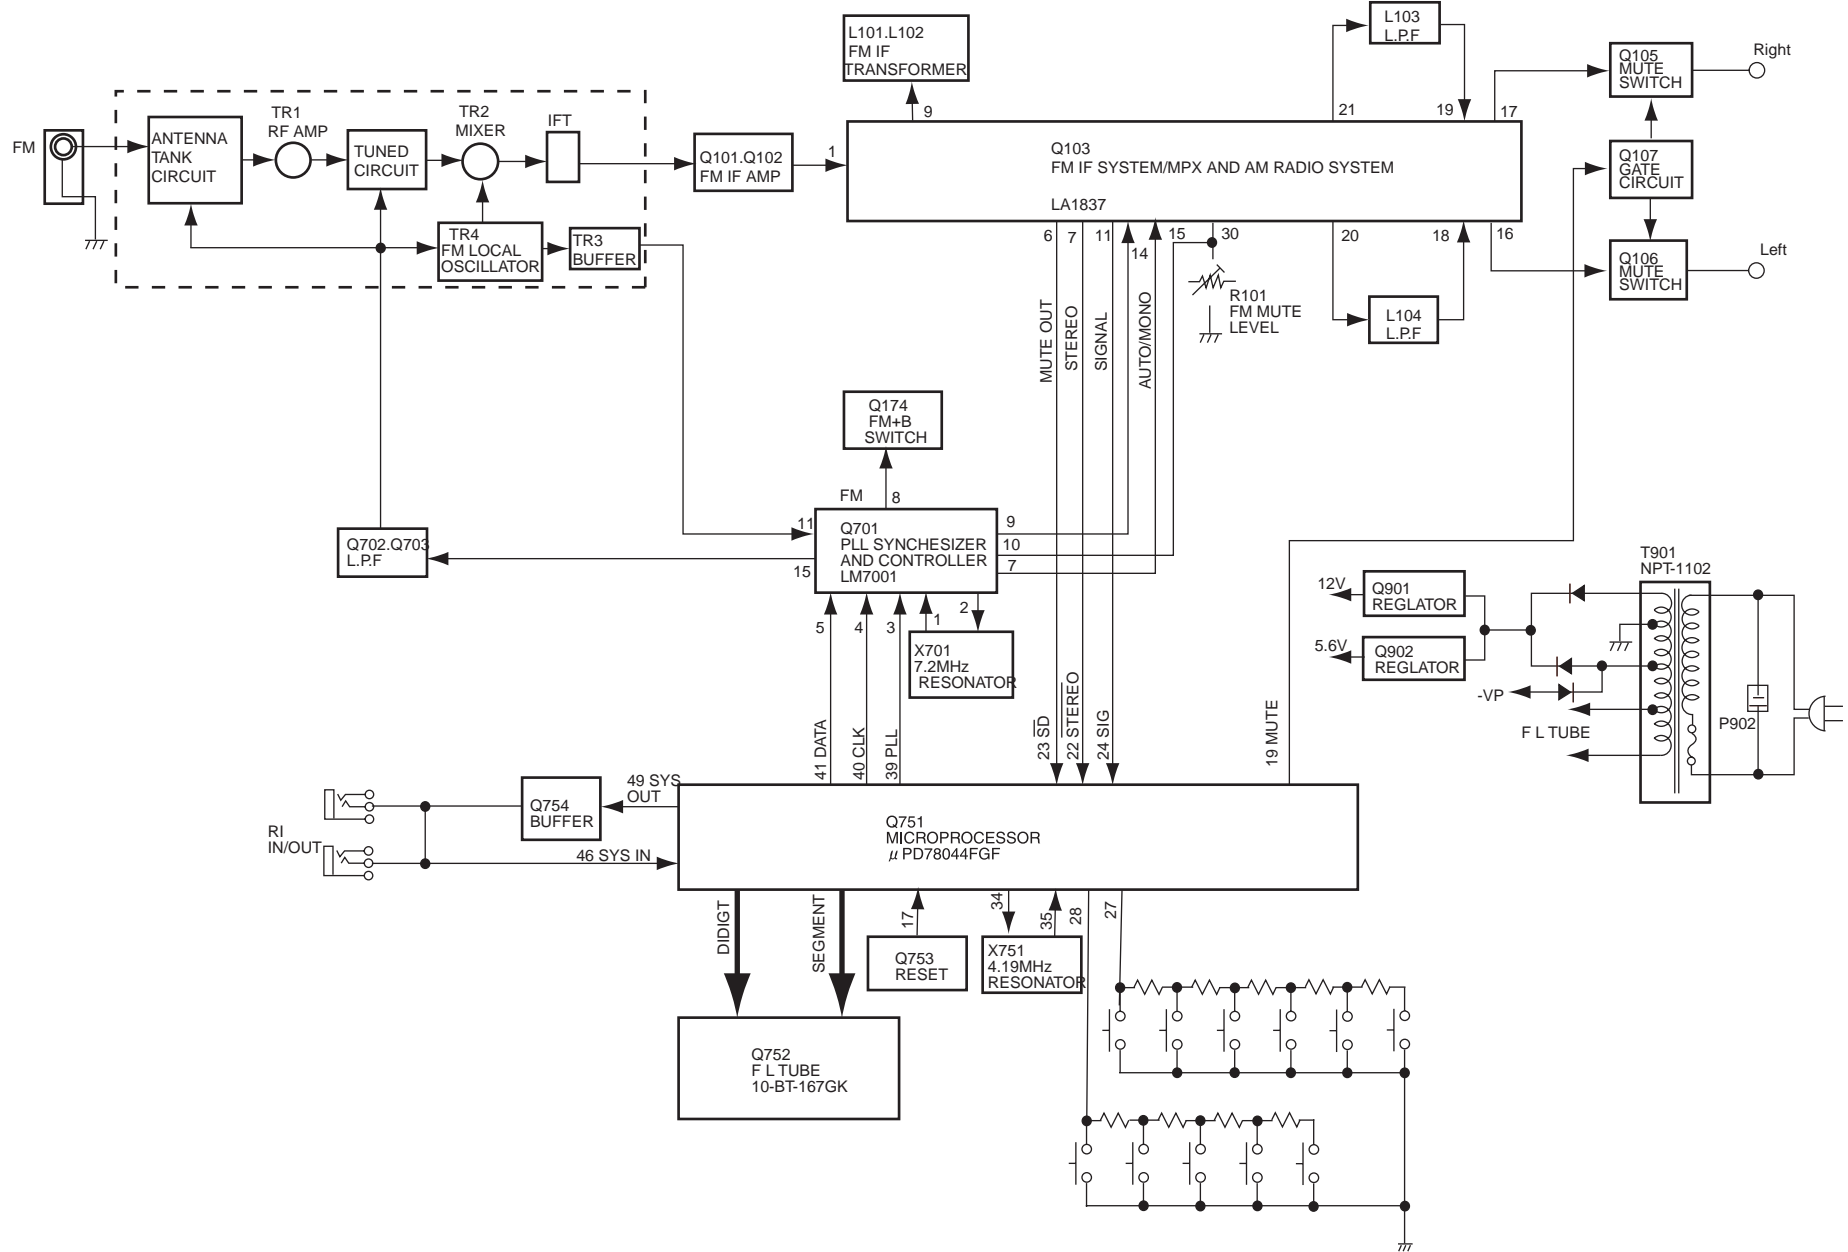 L101.L102
FM IF
TRANSFORMER
9
L103
L.P.F
21
19
17
Q105
MUTE
SWITCH
Right
FM
ANTENNA
TANK
CIRCUIT
TR1
RF AMP
TUNED
CIRCUIT
TR2
MIXER
IFT
Q101.Q102
FM IF AMP
1
Q103
FM IF SYSTEM/MPX AND AM RADIO SYSTEM
LA1837
Q107
GATE
CIRCUIT
TR4
FM LOCAL
OSCILLATOR
TR3
BUFFER
6
7
11
14
15
30
20
18
16
Q106
MUTE
SWITCH
Left
MUTE OUT
STEREO
SIGNAL
AUTO/MONO
R101
FM MUTE
LEVEL
L104
L.P.F
Q174
FM+B
SWITCH
FM
8
Q702.Q703
L.P.F
11
15
Q701
PLL SYNCHESIZER
AND CONTROLLER
LM7001
9
10
7
5
4
3
1
2
X701
7.2MHz
RESONATOR
12V
Q901
REGLATOR
5.6V
Q902
REGLATOR
T901
NPT-1102
-VP
F L TUBE
P902
41 DATA
40 CLK
39 PLL
23 SD
22 STEREO
24 SIG
19 MUTE
RI
IN/OUT
Q754
BUFFER
49 SYS
OUT
46 SYS IN
Q751
MICROPROCESSOR
μ PD78044FGF
DIDIGT
SEGMENT
17
34
35
28
27
Q753
RESET
X751
4.19MHz
RESONATOR
Q752
F L TUBE
10-BT-167GK